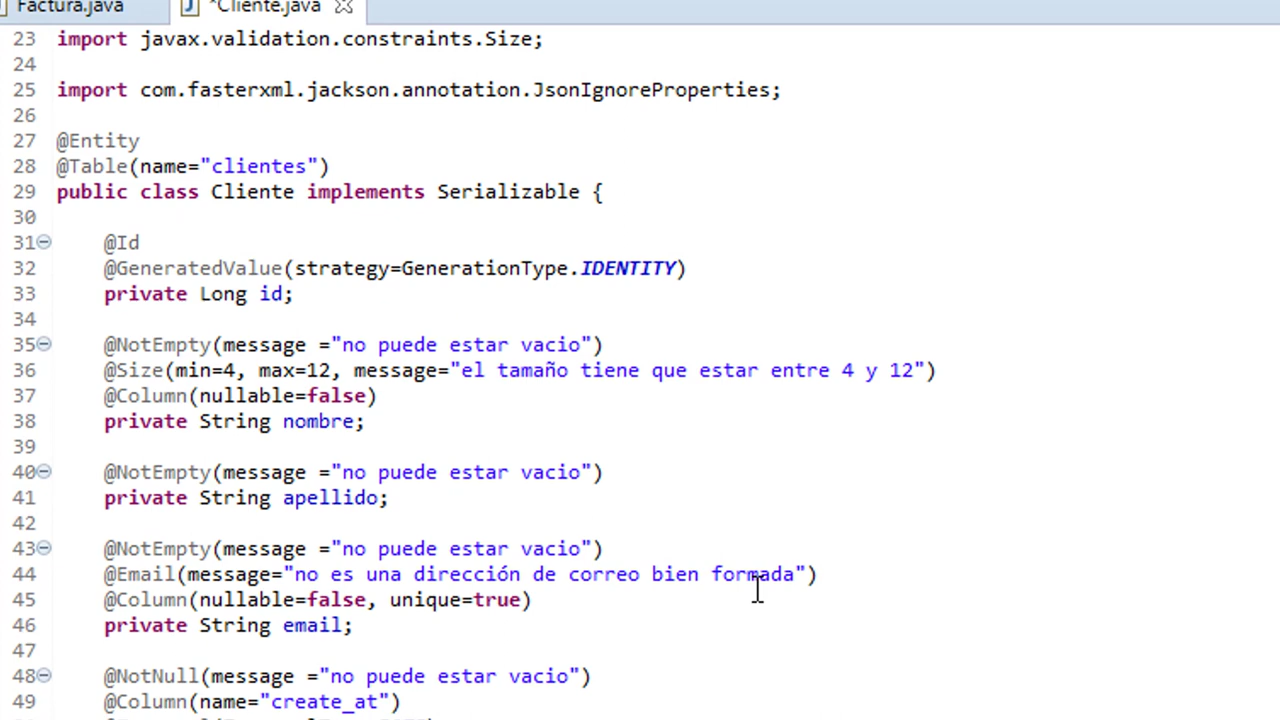 Factura.java *Cliente.java
23 import javax.validation.constraints.Size;
24
25 import com.fasterxml.jackson.annotation.JsonIgnoreProperties;
26
27 @Entity
28 @Table(name="clientes")
29 public class Cliente implements Serializable {
30
31 @Id
32 @GeneratedValue(strategy=GenerationType.IDENTITY)
33 private Long id;
34
35 @NotEmpty(message ="no puede estar vacio")
36 @Size(min=4, max=12, message="el tamaño tiene que estar entre 4 y 12")
37 @Column(nullable=false)
38 private String nombre;
39
40 @NotEmpty(message ="no puede estar vacio")
41 private String apellido;
42
43 @NotEmpty(message ="no puede estar vacio")
44 @Email(message="no es una dirección de correo bien formada")
45 @Column(nullable=false, unique=true)
46 private String email;
47
48 @NotNull(message ="no puede estar vacio")
49 @Column(name="create_at")